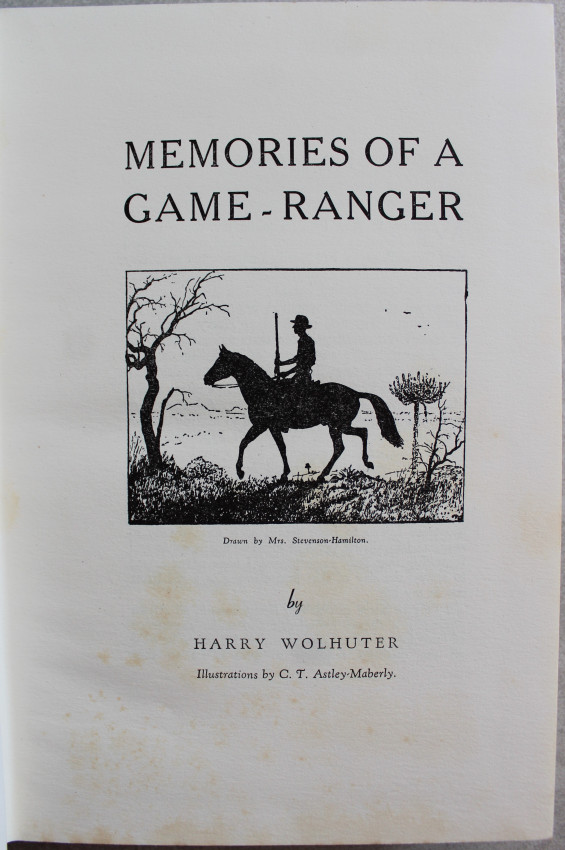 MEMORIES OF A
GAME-RANGER
Drawn by Mrs. Stevenson-Hamilton.
by
HARRY WOLHUTER
Illustrations by C. T. Astley-Maberly.